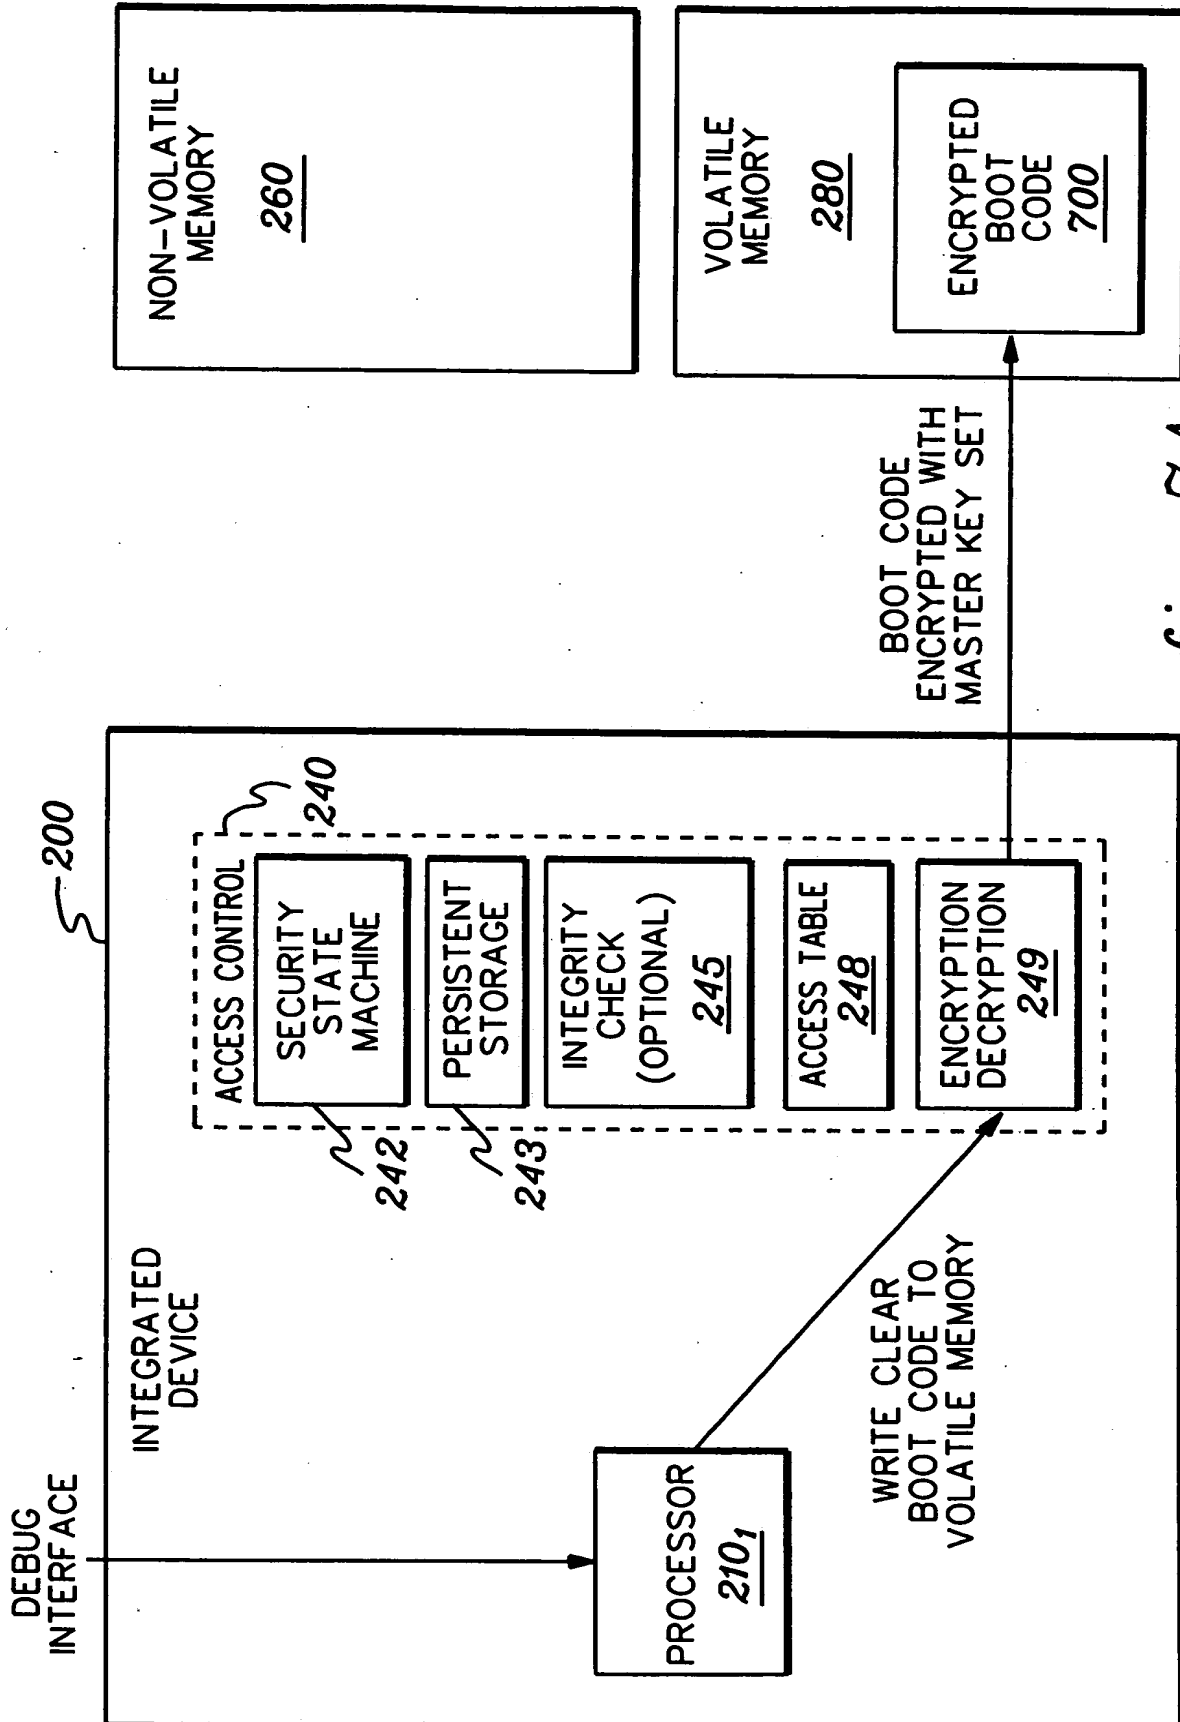 DEBUG
INTERFACE
200
INTEGRATED
DEVICE
240
ACCESS CONTROL
SECURITY
STATE
MACHINE
242
PERSISTENT
STORAGE
243
INTEGRITY
CHECK
(OPTIONAL)
245
ACCESS TABLE
248
ENCRYPTION
DECRYPTION
249
PROCESSOR
210₁
WRITE CLEAR
BOOT CODE TO
VOLATILE MEMORY
BOOT CODE
ENCRYPTED WITH
MASTER KEY SET
NON-VOLATILE
MEMORY
260
VOLATILE
MEMORY
280
ENCRYPTED
BOOT
CODE
700